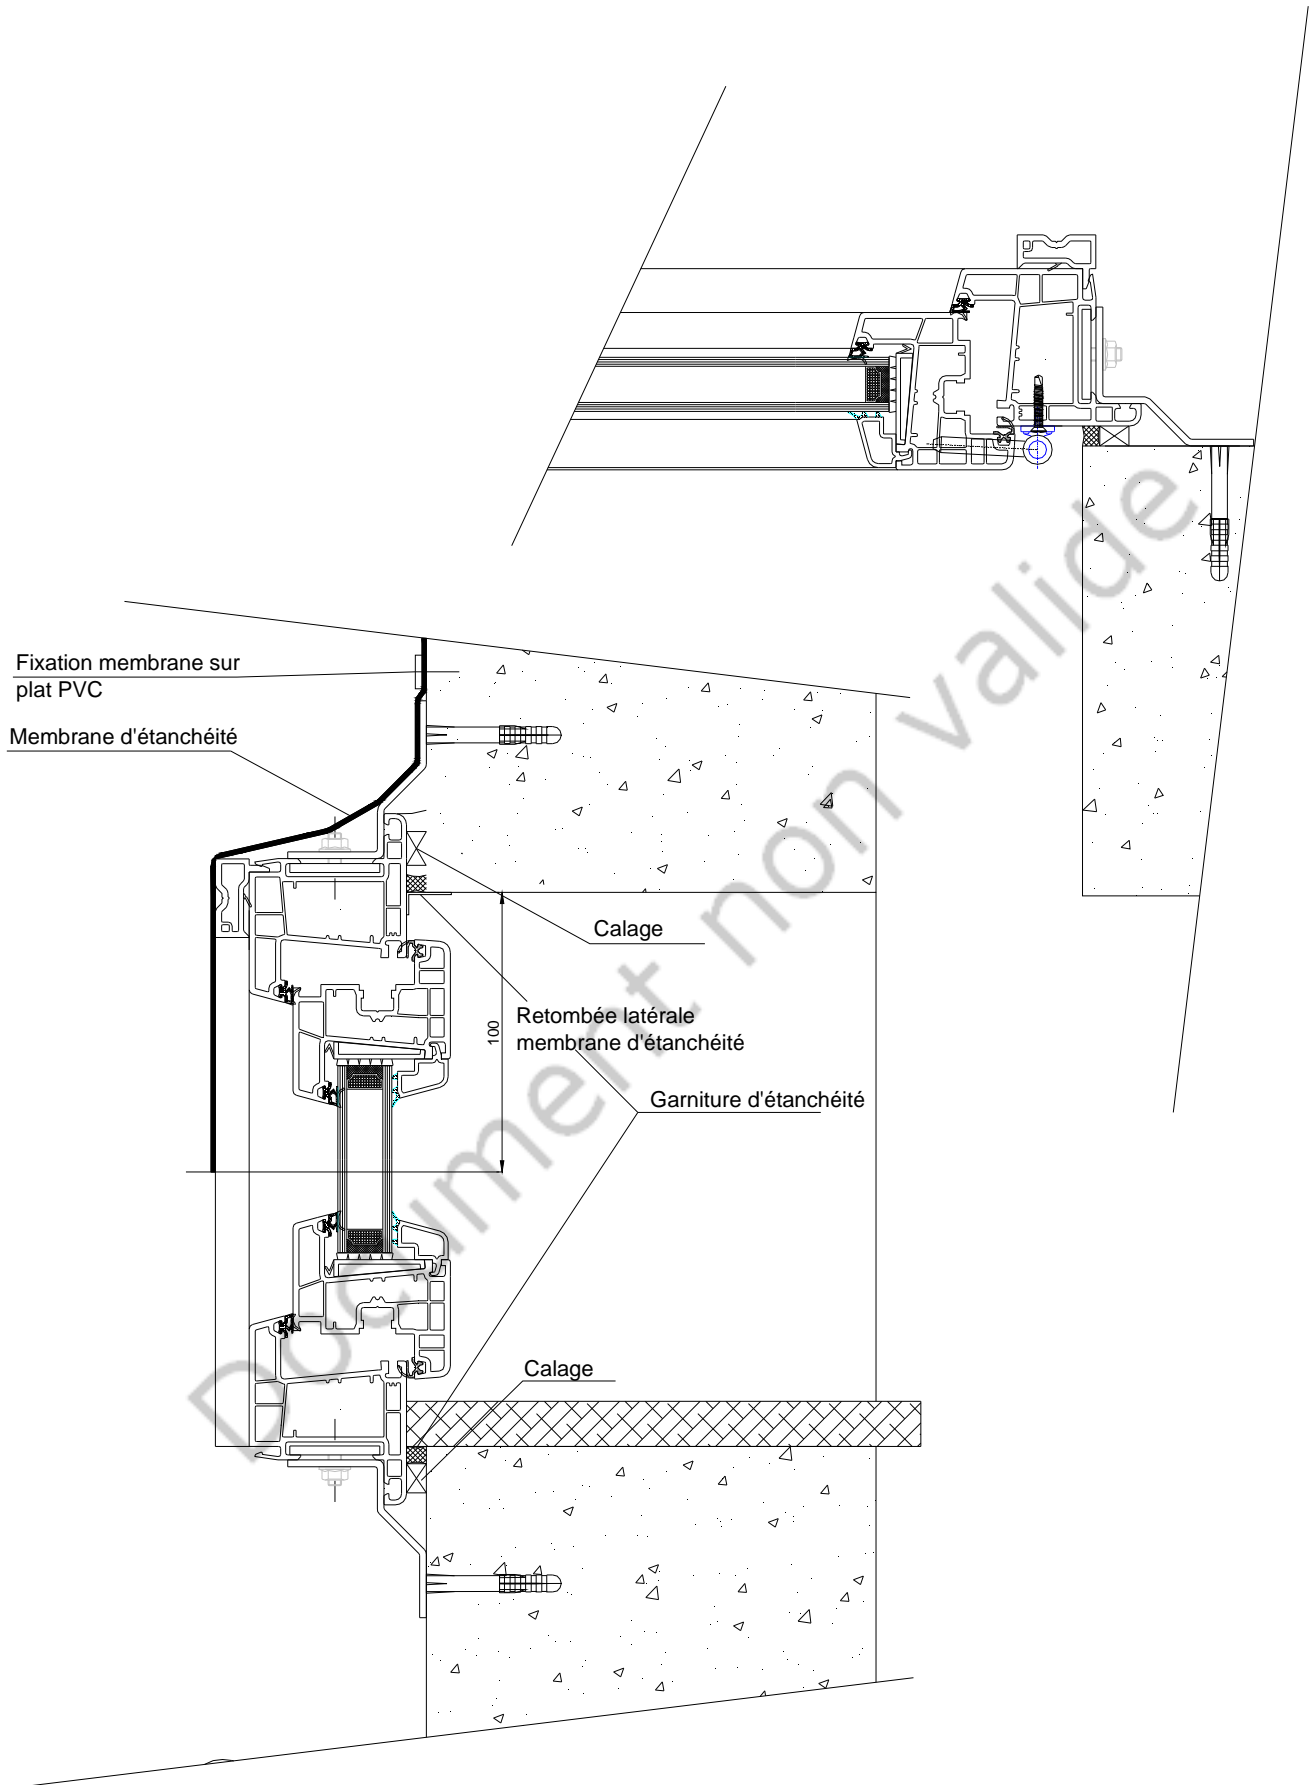 Fixation membrane sur
plat PVC
Membrane d'étanchéité
Calage
100
Retombée latérale
membrane d'étanchéité
Garniture d'étanchéité
Calage
Document non valide